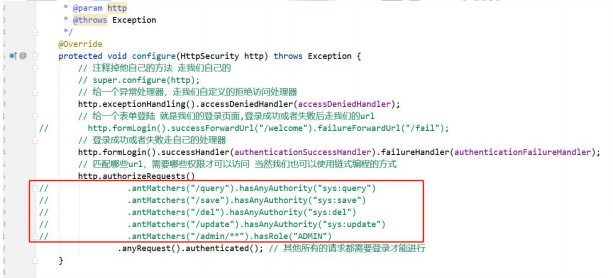 * @param http
* @throws Exception
*/
@Override
protected void configure(HttpSecurity http) throws Exception {
// 注释掉他自己的方法 走我们自己的
// super.configure(http);
// 给一个异常处理器，走我们自定义的拒绝访问处理器
http.exceptionHandling().accessDeniedHandler(accessDeniedHandler);
// 给一个表单登陆 就是我们的登录页面,登录成功或者失败后走我们的url
// http.formLogin().successForwardUrl("/welcome").failureForwardUrl("/fail");
// 登录成功或者失败走自己的处理器
http.formLogin().successHandler(authenticationSuccessHandler).failureHandler(authenticationFailureHandler);
// 匹配哪些url，需要哪些权限才可以访问 当然我们也可以使用链式编程的方式
http.authorizeRequests()
// .antMatchers("/query").hasAnyAuthority("sys:query")
// .antMatchers("/save").hasAnyAuthority("sys:save")
// .antMatchers("/del").hasAnyAuthority("sys:del")
// .antMatchers("/update").hasAnyAuthority("sys:update")
// .antMatchers("/admin/**").hasRole("ADMIN")
.anyRequest().authenticated(); // 其他所有的请求都需要登录才能进行
}